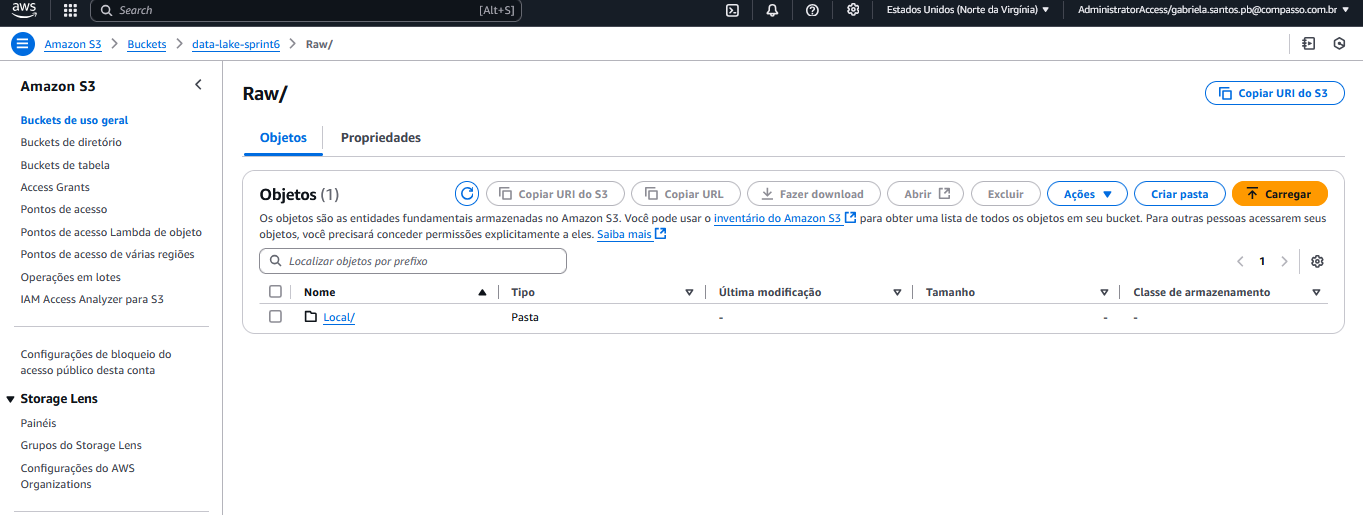 aws
Search [Alt+S] Estados Unidos (Norte da Virgínia) AdministratorAccess/gabriela.santos.pb@compasso.com.br
Amazon S3 > Buckets > data-lake-sprint6 > Raw/
Amazon S3
Buckets de uso geral
Buckets de diretório
Buckets de tabela
Access Grants
Pontos de acesso
Pontos de acesso Lambda de objeto
Pontos de acesso de várias regiões
Operações em lotes
IAM Access Analyzer para S3
Configurações de bloqueio do
acesso público desta conta
Storage Lens
Painéis
Grupos do Storage Lens
Configurações do AWS
Organizations
Raw/
Copiar URI do S3
Objetos Propriedades
Objetos (1)
Copiar URI do S3 Copiar URL Fazer download Abrir Excluir Ações Criar pasta Carregar
Os objetos são as entidades fundamentais armazenadas no Amazon S3. Você pode usar o inventário do Amazon S3 para obter uma lista de todos os objetos em seu bucket. Para outras pessoas acessarem seus
objetos, você precisará conceder permissões explicitamente a eles. Saiba mais
Localizar objetos por prefixo
1
Nome Tipo Última modificação Tamanho Classe de armazenamento
Local/ Pasta - - -